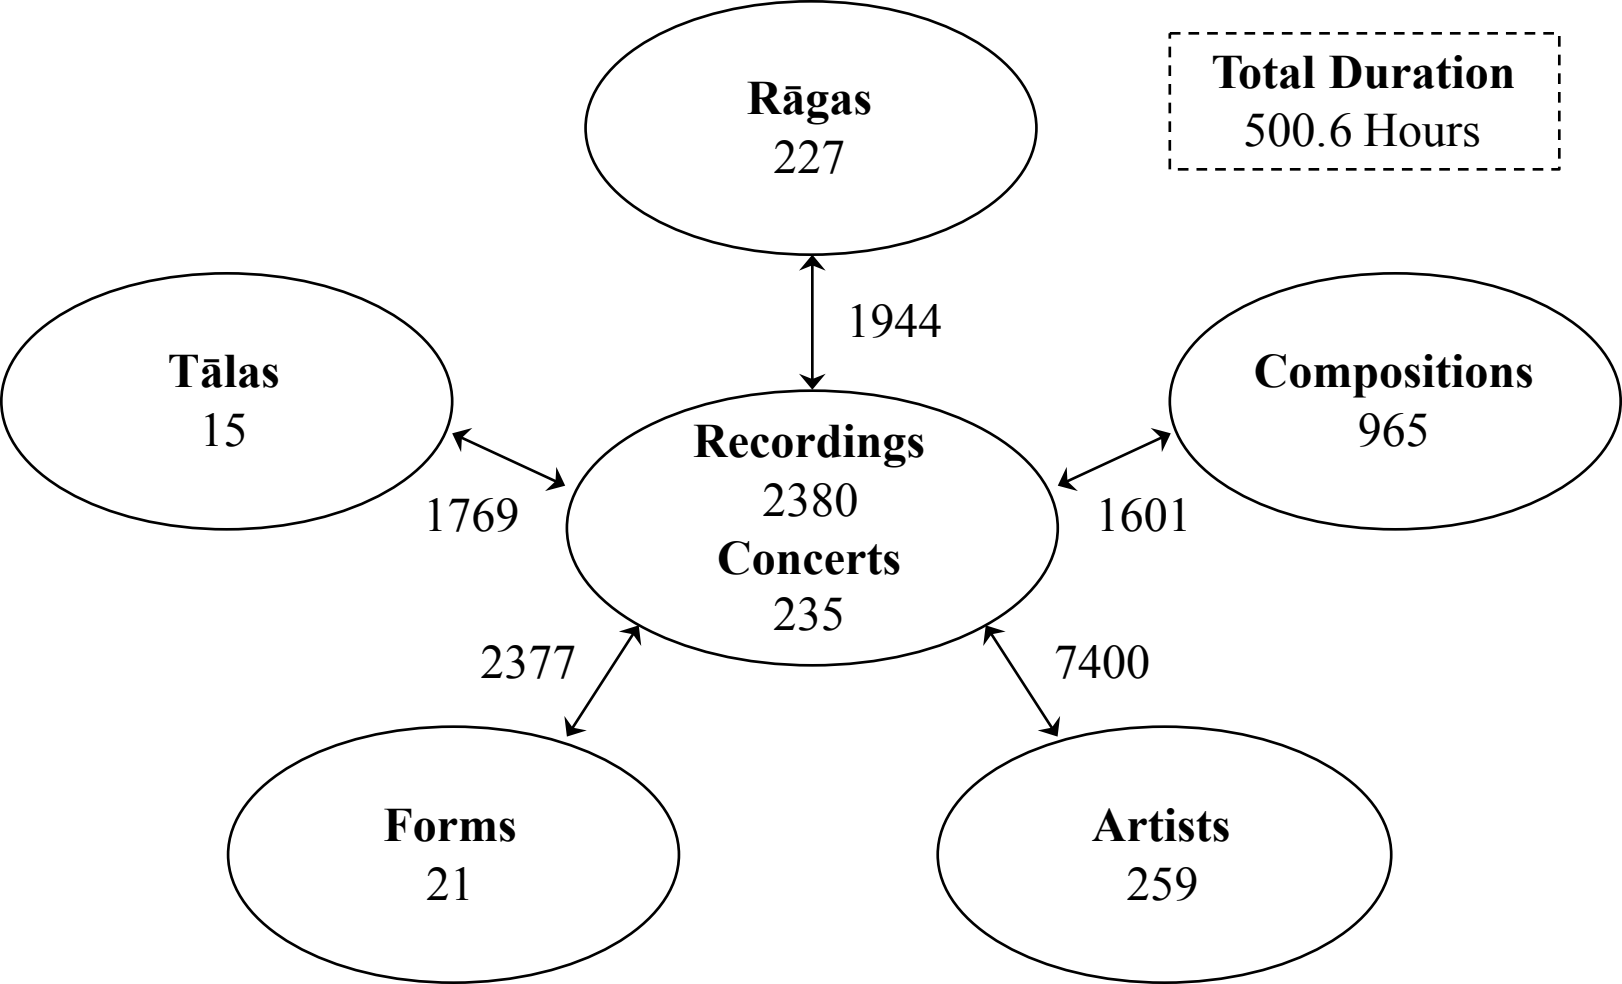 Rāgas
227
Total Duration
500.6 Hours
1944
Tālas
15
Compositions
965
Recordings
2380
Concerts
235
1769
1601
2377
7400
Forms
21
Artists
259